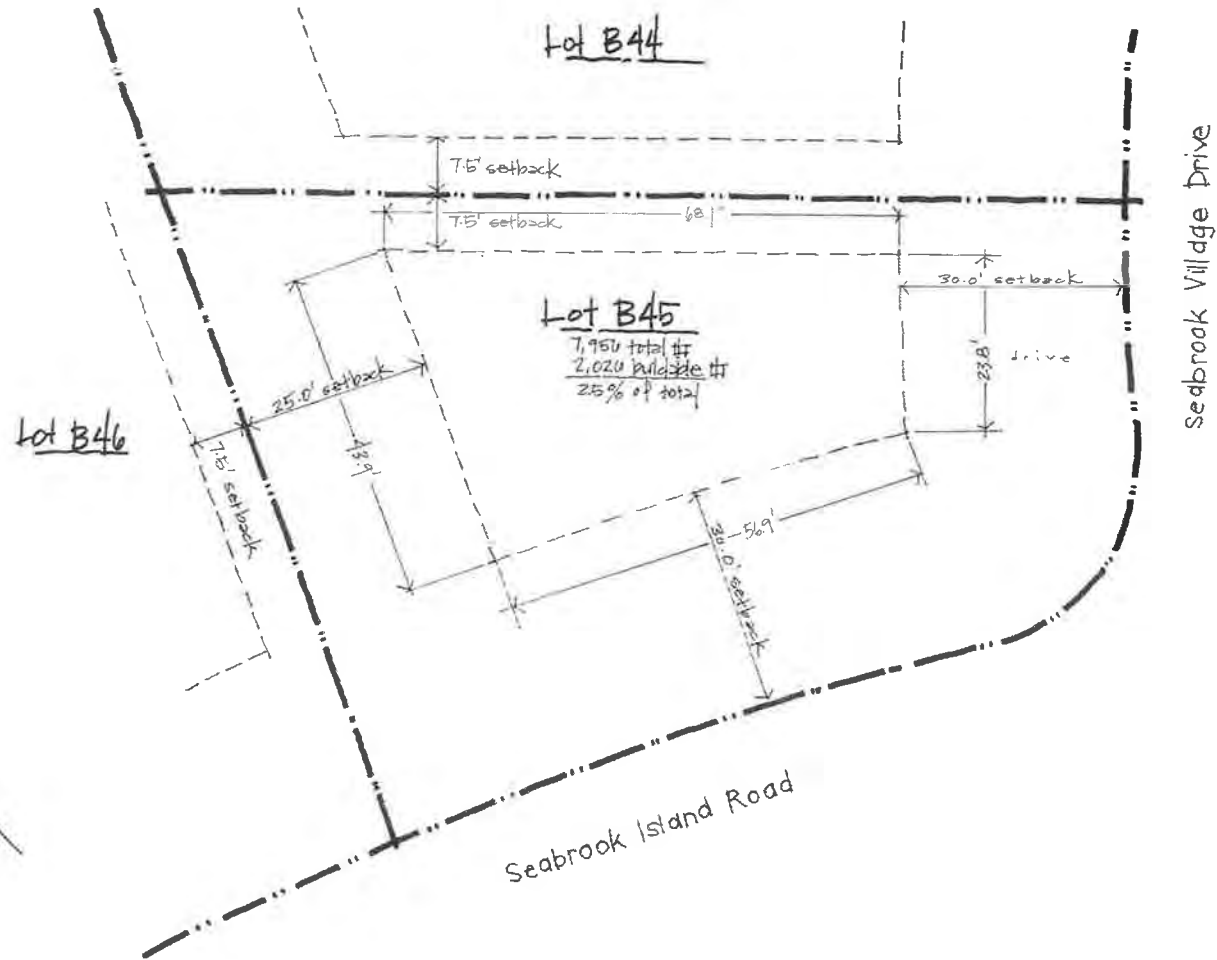 Lot B44
7.5' setback
7.5' setback
68.1'
Seabrook Village Drive
30.0' setback
Lot B45
7,950 total #
2,020 buildable #
25% of total
23.8'
drive
25.0' setback
Lot B46
7.5' setback
43.9'
56.9'
30.0' setback
Seabrook Island Road